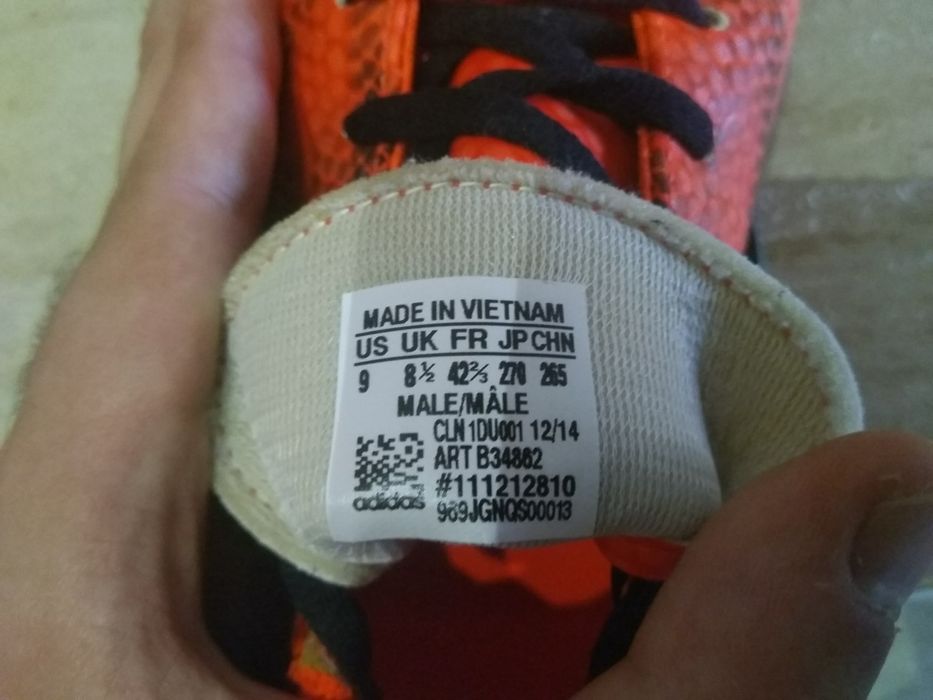 MADE IN VIETNAM
US UK FR JP CHN
9 8½ 42⅔ 270 265
MALE/MÂLE
CLN 1DU001 12/14
ART B34862
#111212810
989JGNQS00013
adidas